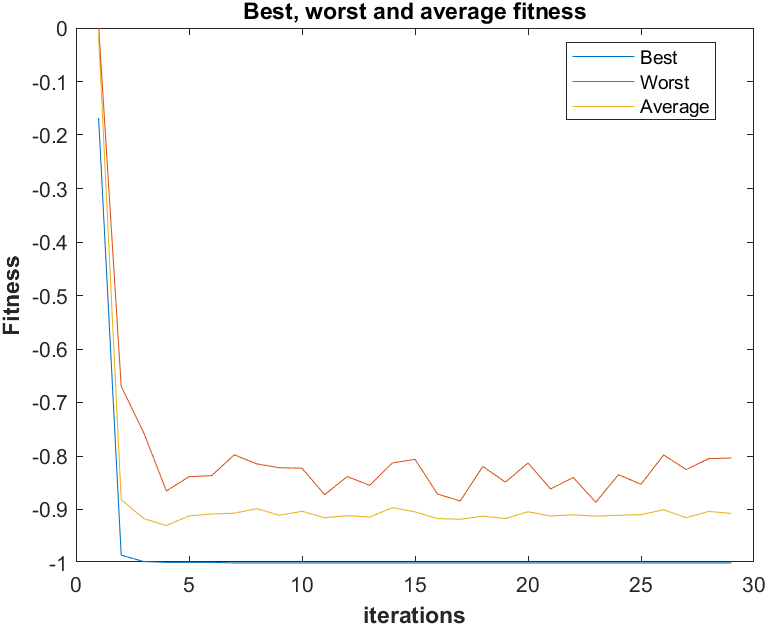 Best, worst and average fitness
Best
Worst
Average
0
-0.1
-0.2
-0.3
-0.4
-0.5
-0.6
-0.7
-0.8
-0.9
-1
Fitness
0 5 10 15 20 25 30
iterations